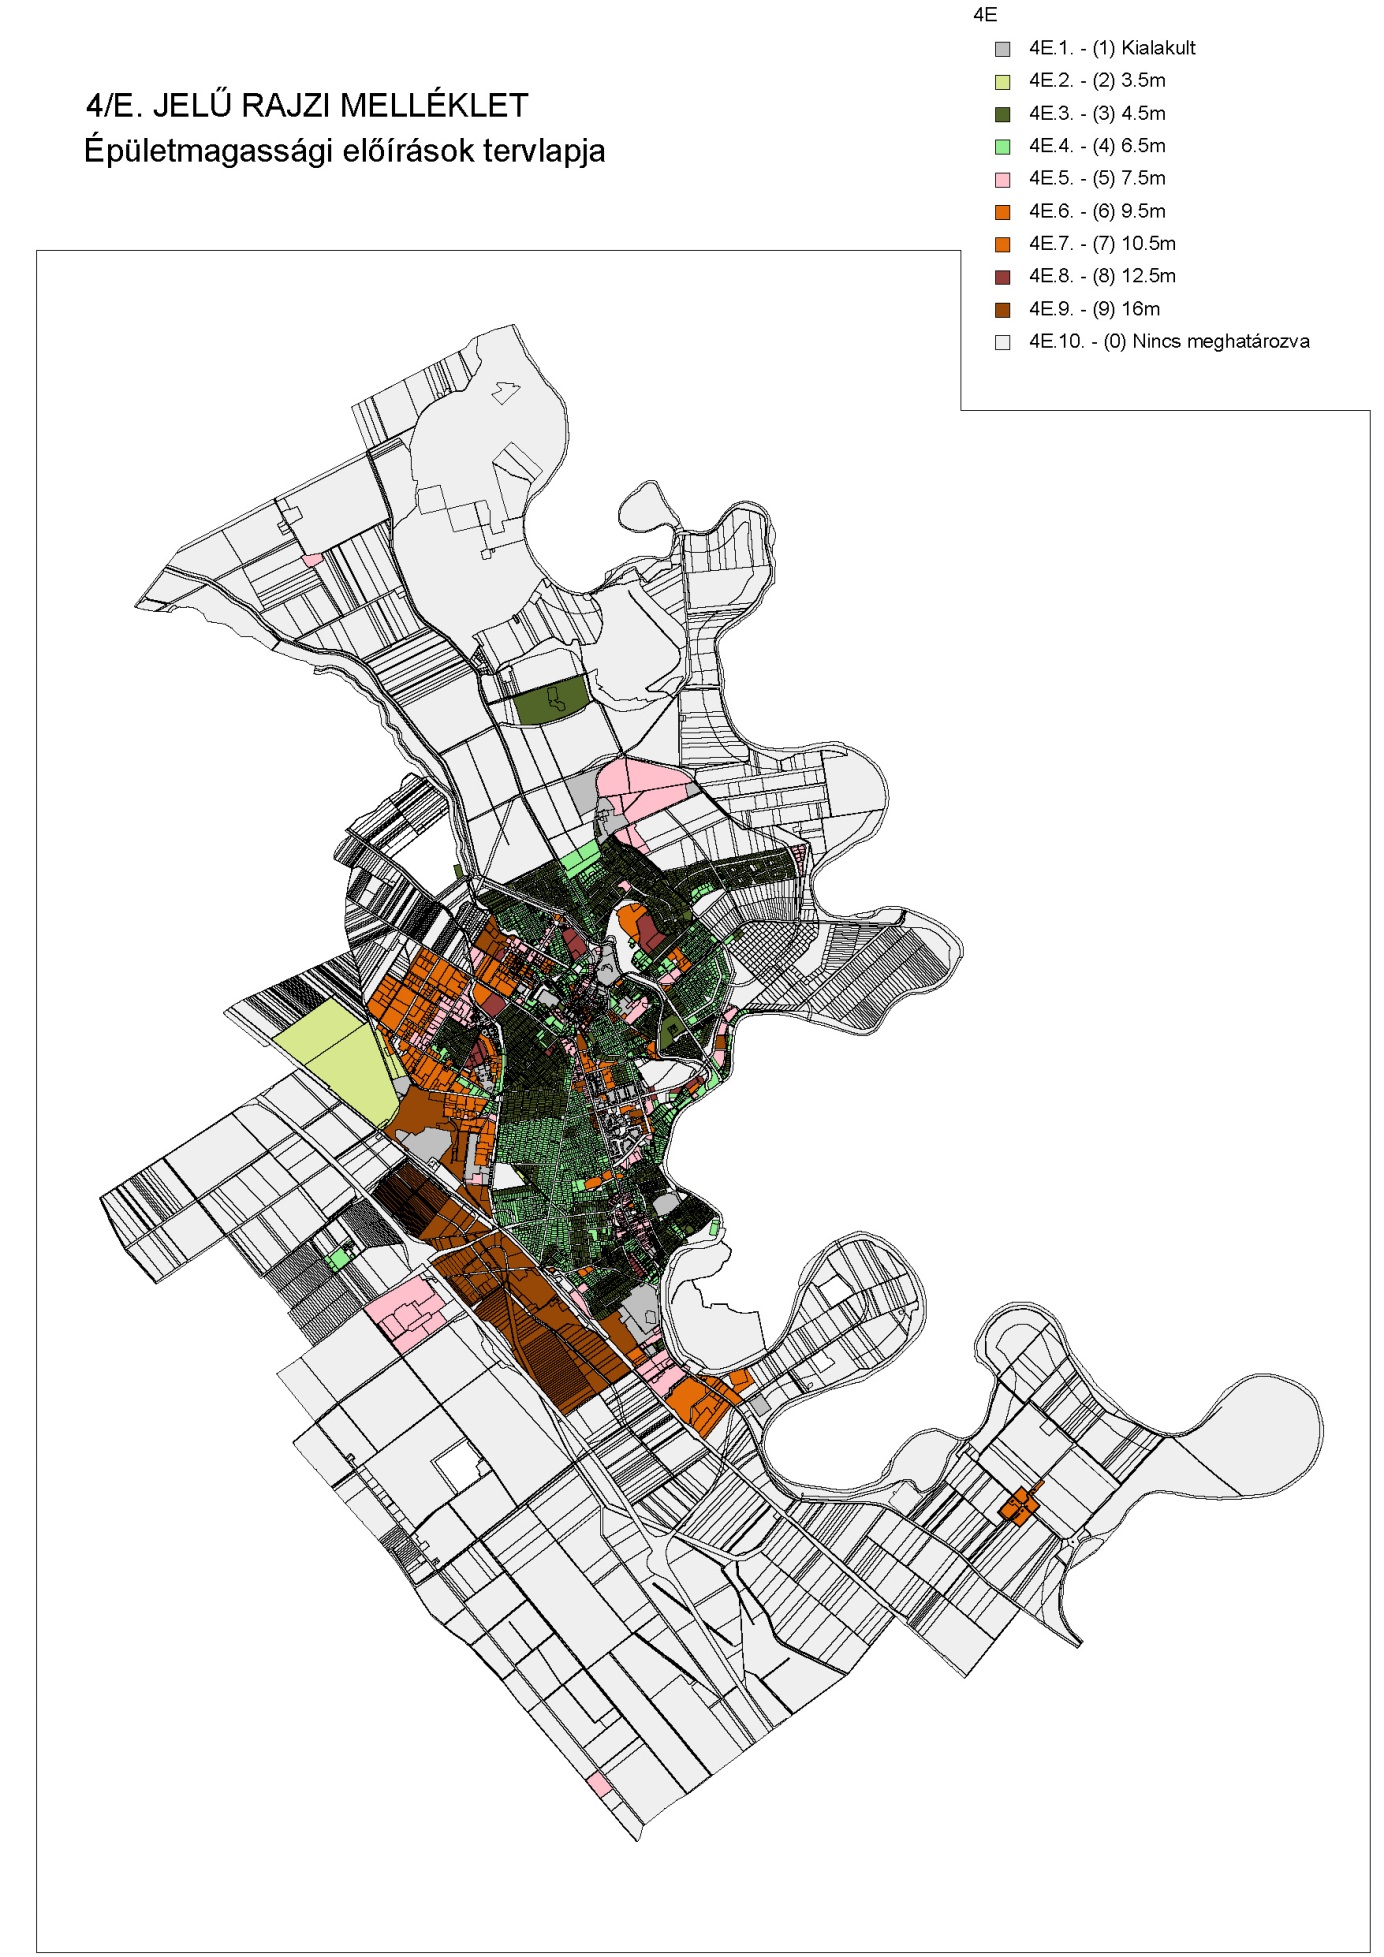 4E
4E.1. - (1) Kialakult
4E.2. - (2) 3.5m
4E.3. - (3) 4.5m
4E.4. - (4) 6.5m
4E.5. - (5) 7.5m
4E.6. - (6) 9.5m
4E.7. - (7) 10.5m
4E.8. - (8) 12.5m
4E.9. - (9) 16m
4E.10. - (0) Nincs meghatározva
4/E. JELŰ RAJZI MELLÉKLET
Épületmagassági előírások tervlapja